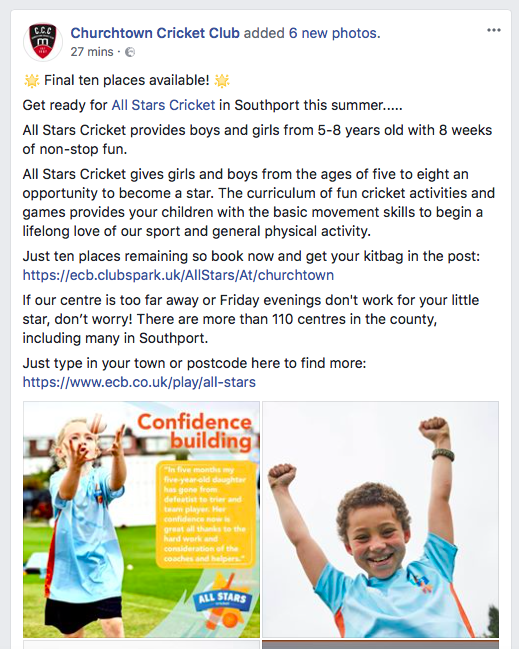 C.C.C
Churchtown Cricket Club added 6 new photos.
27 mins ·
Final ten places available!
Get ready for All Stars Cricket in Southport this summer.....
All Stars Cricket provides boys and girls from 5-8 years old with 8 weeks
of non-stop fun.
All Stars Cricket gives girls and boys from the ages of five to eight an
opportunity to become a star. The curriculum of fun cricket activities and
games provides your children with the basic movement skills to begin a
lifelong love of our sport and general physical activity.
Just ten places remaining so book now and get your kitbag in the post:
https://ecb.clubspark.uk/AllStars/At/churchtown
If our centre is too far away or Friday evenings don't work for your little
star, don’t worry! There are more than 110 centres in the county,
including many in Southport.
Just type in your town or postcode here to find more:
https://www.ecb.co.uk/play/all-stars
Confidence
building
"In five months my
five-year-old daughter
has gone from
defeatist to trier and
team player. Her
confidence now is
great all thanks to the
hard work and
consideration of the
coaches and helpers."
ALL STARS
CRICKET